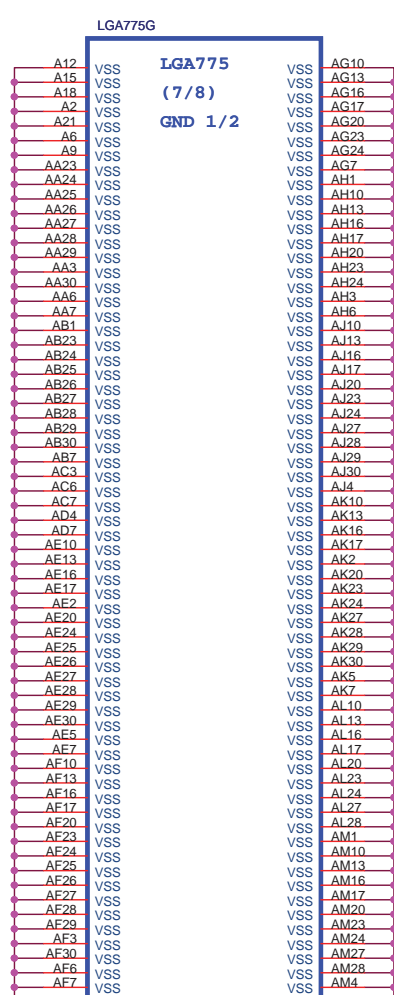 LGA775G
A12 VSS LGA775 VSS AG10
A15 VSS VSS AG13
A18 VSS (7/8) VSS AG16
A2 VSS VSS AG17
A21 VSS GND 1/2 VSS AG20
A6 VSS VSS AG23
A9 VSS VSS AG24
AA23 VSS VSS AG7
AA24 VSS VSS AH1
AA25 VSS VSS AH10
AA26 VSS VSS AH13
AA27 VSS VSS AH16
AA28 VSS VSS AH17
AA29 VSS VSS AH20
AA3 VSS VSS AH23
AA30 VSS VSS AH24
AA6 VSS VSS AH3
AA7 VSS VSS AH6
AB1 VSS VSS AJ10
AB23 VSS VSS AJ13
AB24 VSS VSS AJ16
AB25 VSS VSS AJ17
AB26 VSS VSS AJ20
AB27 VSS VSS AJ23
AB28 VSS VSS AJ24
AB29 VSS VSS AJ27
AB30 VSS VSS AJ28
AB7 VSS VSS AJ29
AC3 VSS VSS AJ30
AC6 VSS VSS AJ4
AC7 VSS VSS AK10
AD4 VSS VSS AK13
AD7 VSS VSS AK16
AE10 VSS VSS AK17
AE13 VSS VSS AK2
AE16 VSS VSS AK20
AE17 VSS VSS AK23
AE2 VSS VSS AK24
AE20 VSS VSS AK27
AE24 VSS VSS AK28
AE25 VSS VSS AK29
AE26 VSS VSS AK30
AE27 VSS VSS AK5
AE28 VSS VSS AK7
AE29 VSS VSS AL10
AE30 VSS VSS AL13
AE5 VSS VSS AL16
AE7 VSS VSS AL17
AF10 VSS VSS AL20
AF13 VSS VSS AL23
AF16 VSS VSS AL24
AF17 VSS VSS AL27
AF20 VSS VSS AL28
AF23 VSS VSS AM1
AF24 VSS VSS AM10
AF25 VSS VSS AM13
AF26 VSS VSS AM16
AF27 VSS VSS AM17
AF28 VSS VSS AM20
AF29 VSS VSS AM23
AF3 VSS VSS AM24
AF30 VSS VSS AM27
AF6 VSS VSS AM28
AF7 VSS VSS AM4